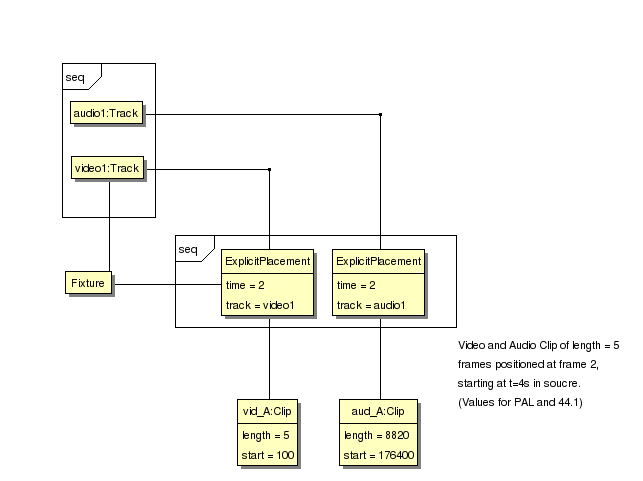 seq
audio1:Track
video1:Track
seq
ExplicitPlacement
time = 2
track = video1
ExplicitPlacement
time = 2
track = audio1
Fixture
Video and Audio Clip of length = 5
frames positioned at frame 2,
starting at t=4s in soucre.
(Values for PAL and 44.1)
vid_A:Clip
length = 5
start = 100
aud_A:Clip
length = 8820
start = 176400